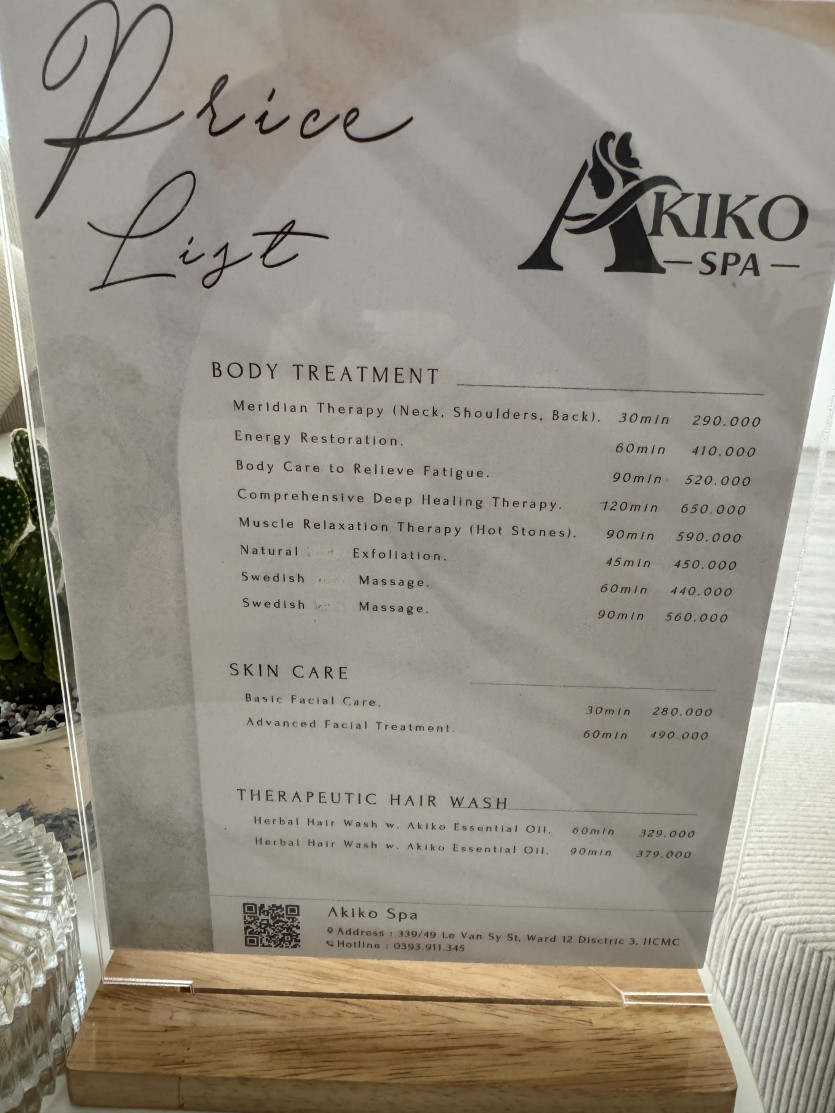 Price
List
AKIKO
SPA
BODY TREATMENT
Meridian Therapy (Neck, Shoulders, Back). 30min 290.000
Energy Restoration. 60min 410.000
Body Care to Relieve Fatigue. 90min 520.000
Comprehensive Deep Healing Therapy. 120min 650.000
Muscle Relaxation Therapy (Hot Stones). 90min 590.000
Natural Exfoliation. 45min 450.000
Swedish Massage. 60min 440.000
Swedish Massage. 90min 560.000
SKIN CARE
Basic Facial Care. 30min 280.000
Advanced Facial Treatment. 60min 490.000
THERAPEUTIC HAIR WASH
Herbal Hair Wash w. Akiko Essential Oil. 60min 329.000
Herbal Hair Wash w. Akiko Essential Oil. 90min 379.000
Akiko Spa
Address : 339/49 Le Van Sy St, Ward 12 Disctric 3, HCMC
Hotline : 0393.911.345